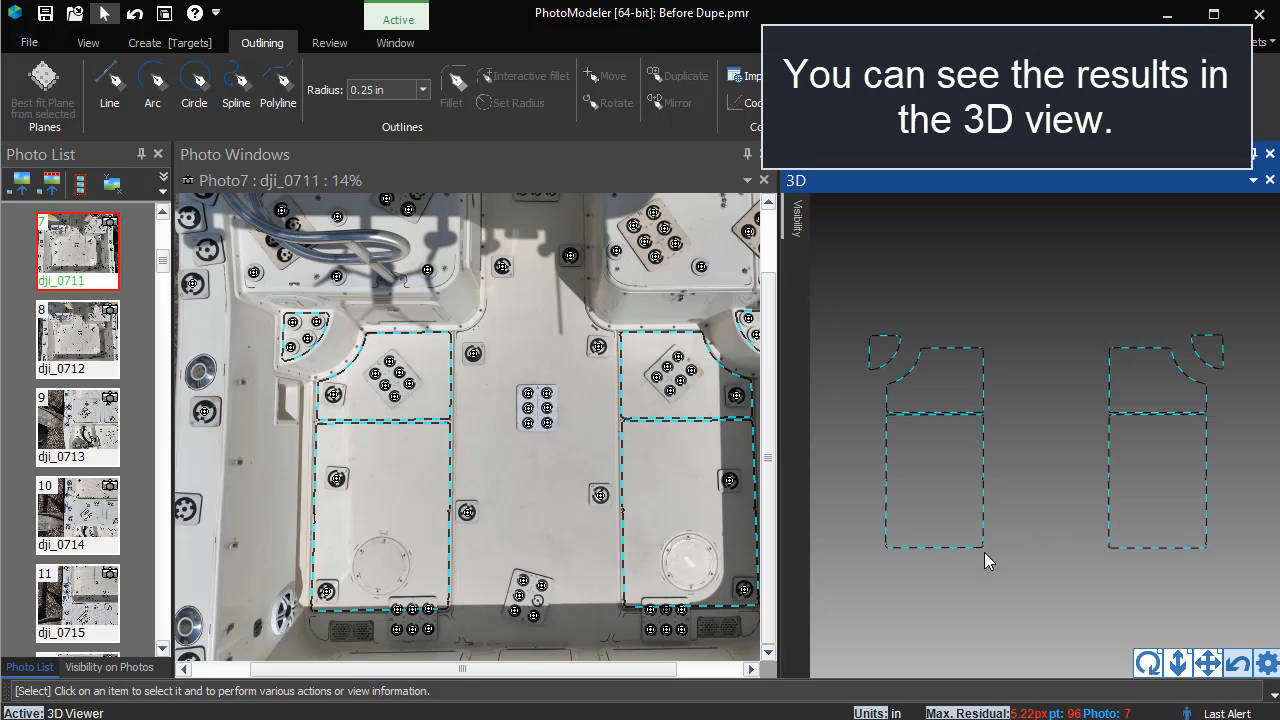 PhotoModeler [64-bit]: Before Dupe.pmr
Active
File
View
Create [Targets]
Outlining
Review
Window
Best fit Plane
from selected
Planes
Line
Arc
Circle
Spline
Polyline
Radius:
0.25 in
Fillet
Interactive fillet
Set Radius
Outlines
Move
Rotate
Duplicate
Mirror
You can see the results in
the 3D view.
Photo List
Photo Windows
Photo7 : dji_0711 : 14%
3D
Visibility
7
dji_0711
8
dji_0712
9
dji_0713
10
dji_0714
11
dji_0715
Photo List
Visibility on Photos
[Select] Click on an item to select it and to perform various actions or view information.
Active: 3D Viewer
Units: in
Max. Residual: 5.22px pt: 96 Photo: 7
Last Alert